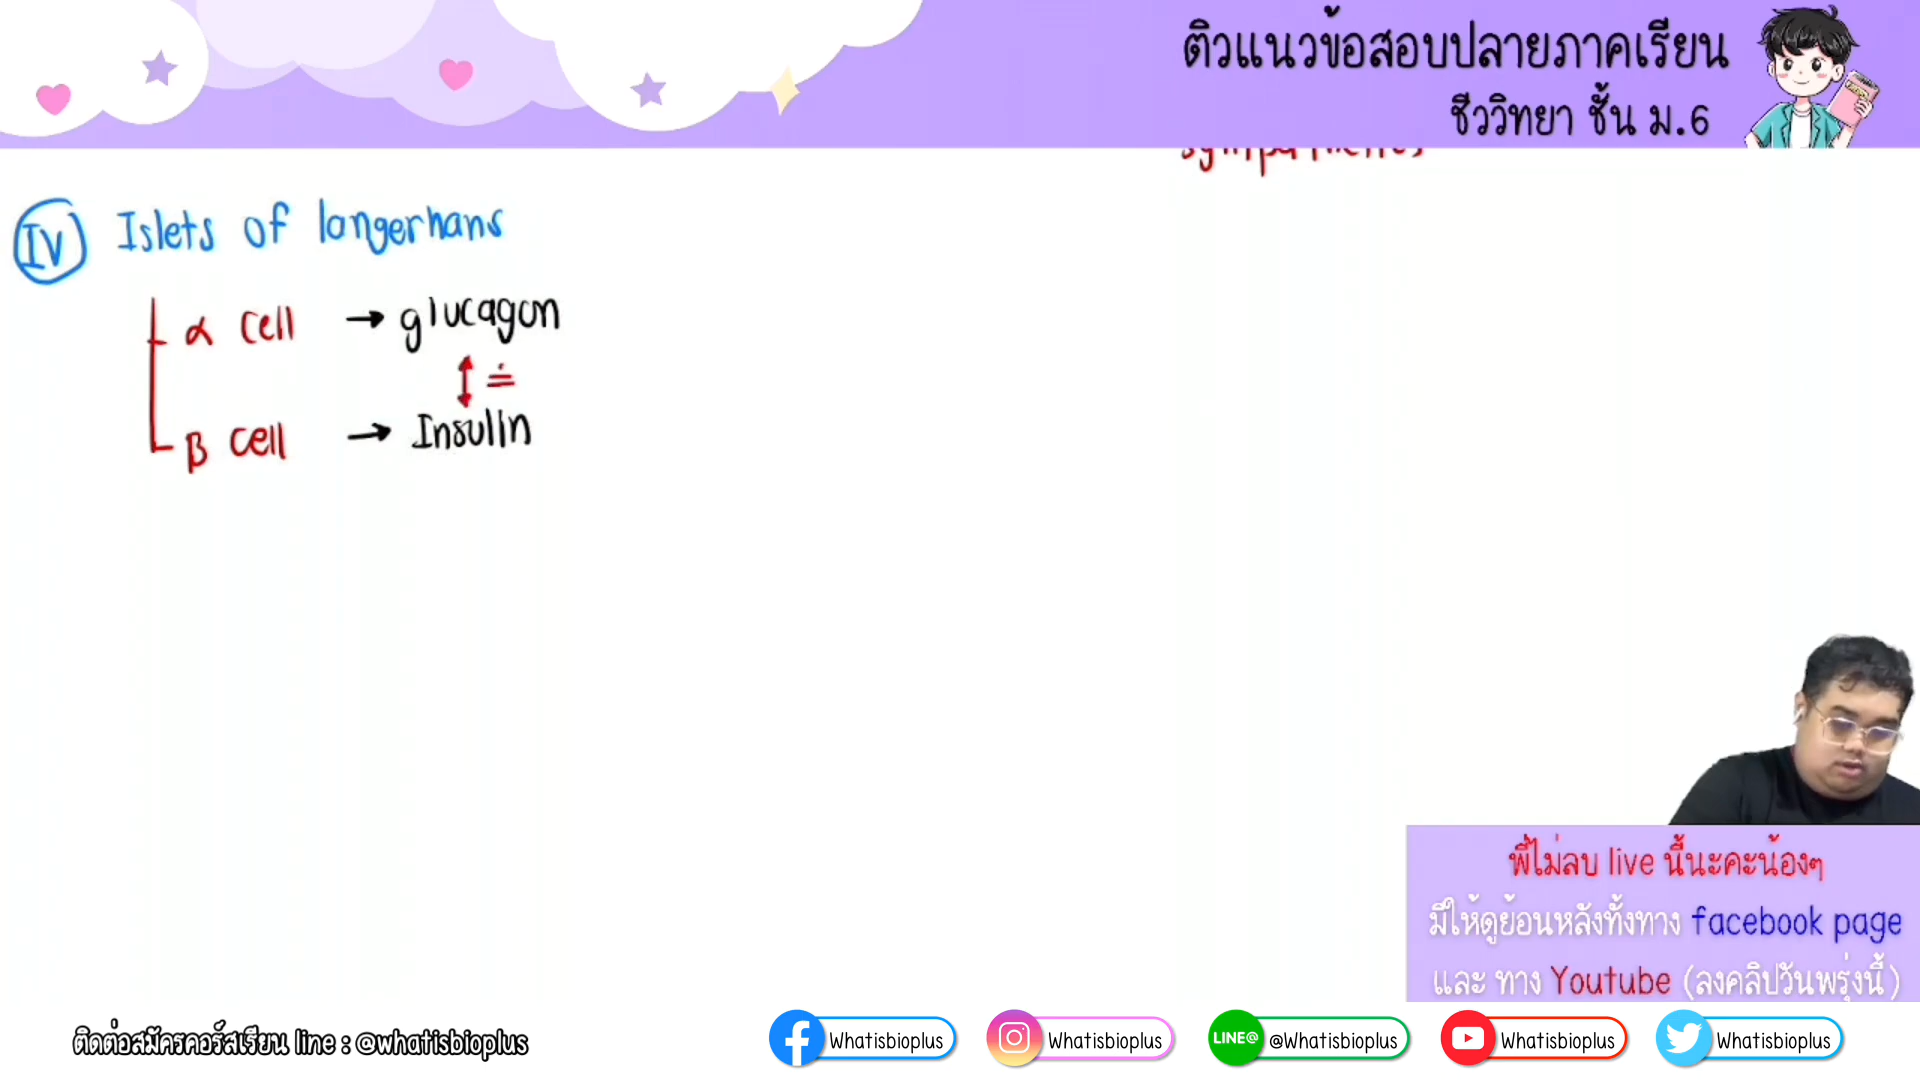 ติวแนวข้อสอบปลายภาคเรียน
ชีววิทยา ชั้น ม.6
IV Islets of langerhans
α cell → glucagon
↕ ≐
β cell → Insulin
พี่ไม่ลบ live นี้นะคะน้องๆ
มีให้ดูย้อนหลังทั้งทาง facebook page
และ ทาง Youtube (ลงคลิปวันพรุ่งนี้)
ติดต่อสมัครคอร์สเรียน line : @whatisbioplus
Whatisbioplus
Whatisbioplus
LINE@ @Whatisbioplus
Whatisbioplus
Whatisbioplus